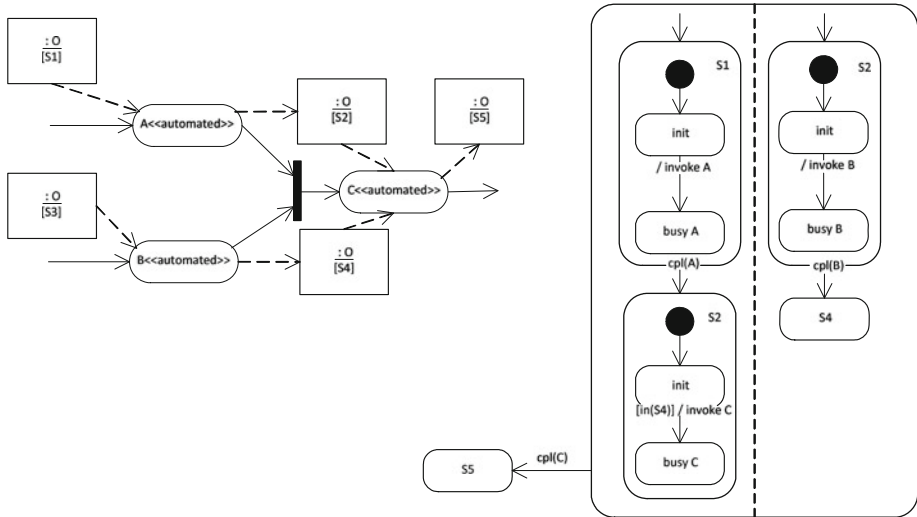 : O
[S1]
: O
[S2]
: O
[S5]
A<<automated>>
C<<automated>>
: O
[S3]
B<<automated>>
: O
[S4]
S1
init
/ invoke A
busy A
cpl(A)
S2
init
[in(S4)] / invoke C
busy C
S2
init
/ invoke B
busy B
cpl(B)
S4
cpl(C)
S5